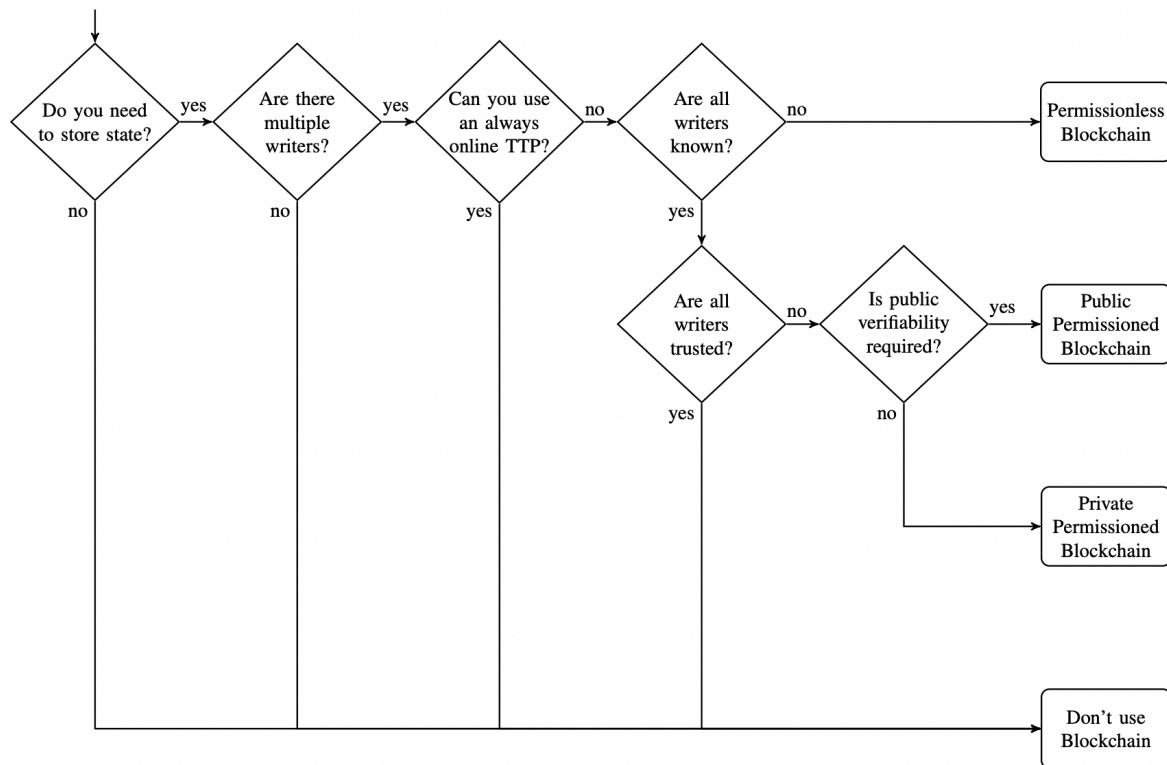 Do you need
to store state?
yes
no
Are there
multiple
writers?
yes
no
Can you use
an always
online TTP?
no
yes
Are all
writers
known?
no
yes
Permissionless
Blockchain
Are all
writers
trusted?
no
yes
Is public
verifiability
required?
yes
no
Public
Permissioned
Blockchain
Private
Permissioned
Blockchain
Don't use
Blockchain